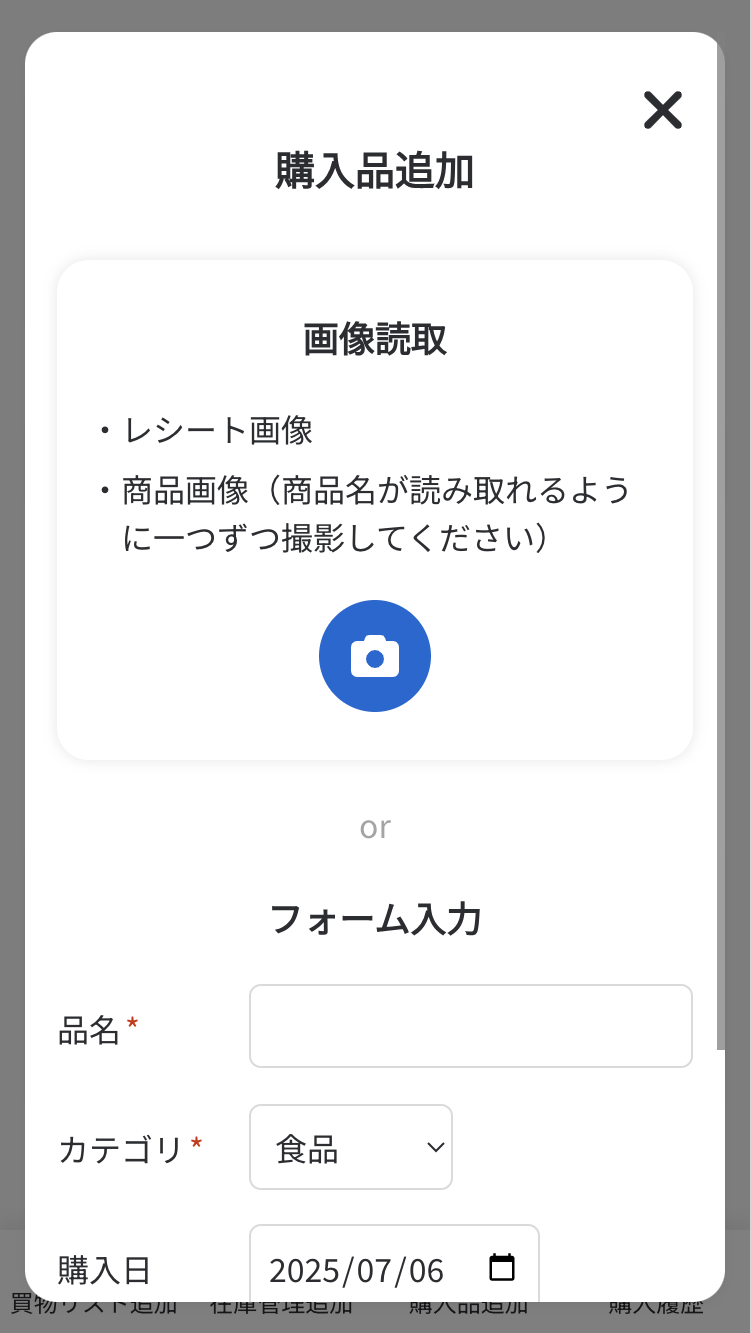 購入品追加
画像読取
・レシート画像
・商品画像（商品名が読み取れるよう
に一つずつ撮影してください）
or
フォーム入力
品名 *
カテゴリ *
食品
購入日
2025/07/06
買物リスト追加 在庫管理追加 購入品追加 購入履歴